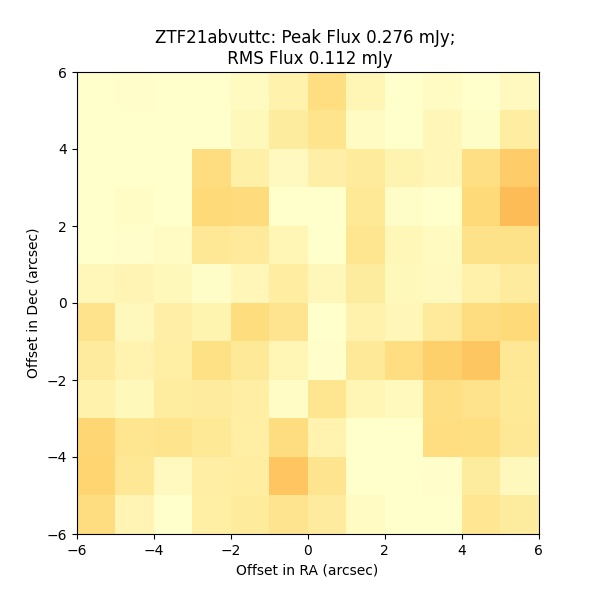 ZTF21abvuttc: Peak Flux 0.276 mJy;
RMS Flux 0.112 mJy
6
4
2
0
−2
−4
−6
Offset in Dec (arcsec)
−6 −4 −2 0 2 4 6
Offset in RA (arcsec)